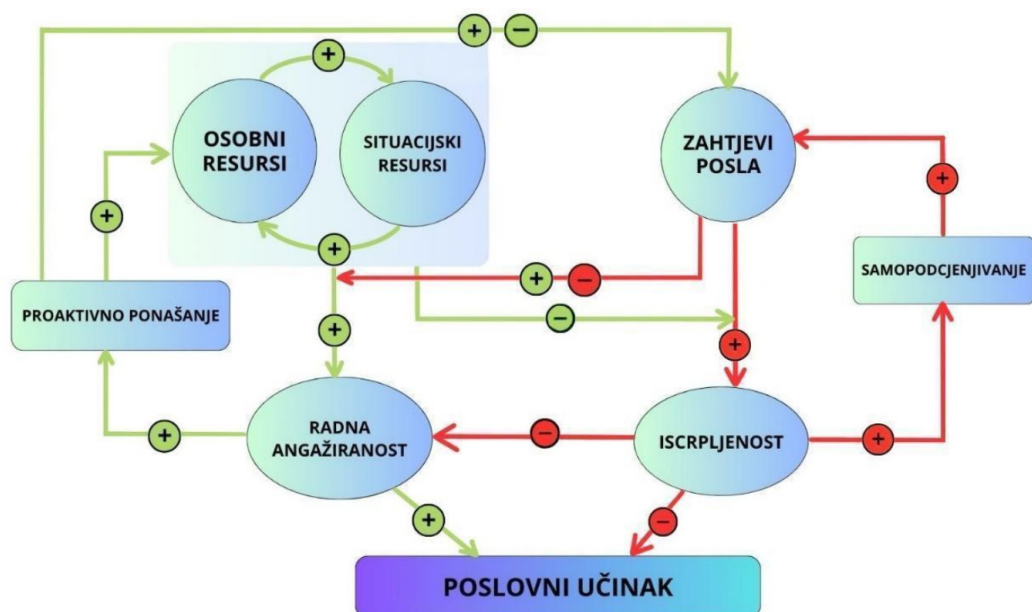 +
−
+
OSOBNI
RESURSI
SITUACIJSKI
RESURSI
ZAHTJEVI
POSLA
+
+
+
+
−
SAMOPODCJENJIVANJE
PROAKTIVNO PONAŠANJE
−
+
+
+
RADNA
ANGAŽIRANOST
−
ISCRPLJENOST
+
+
−
POSLOVNI UČINAK